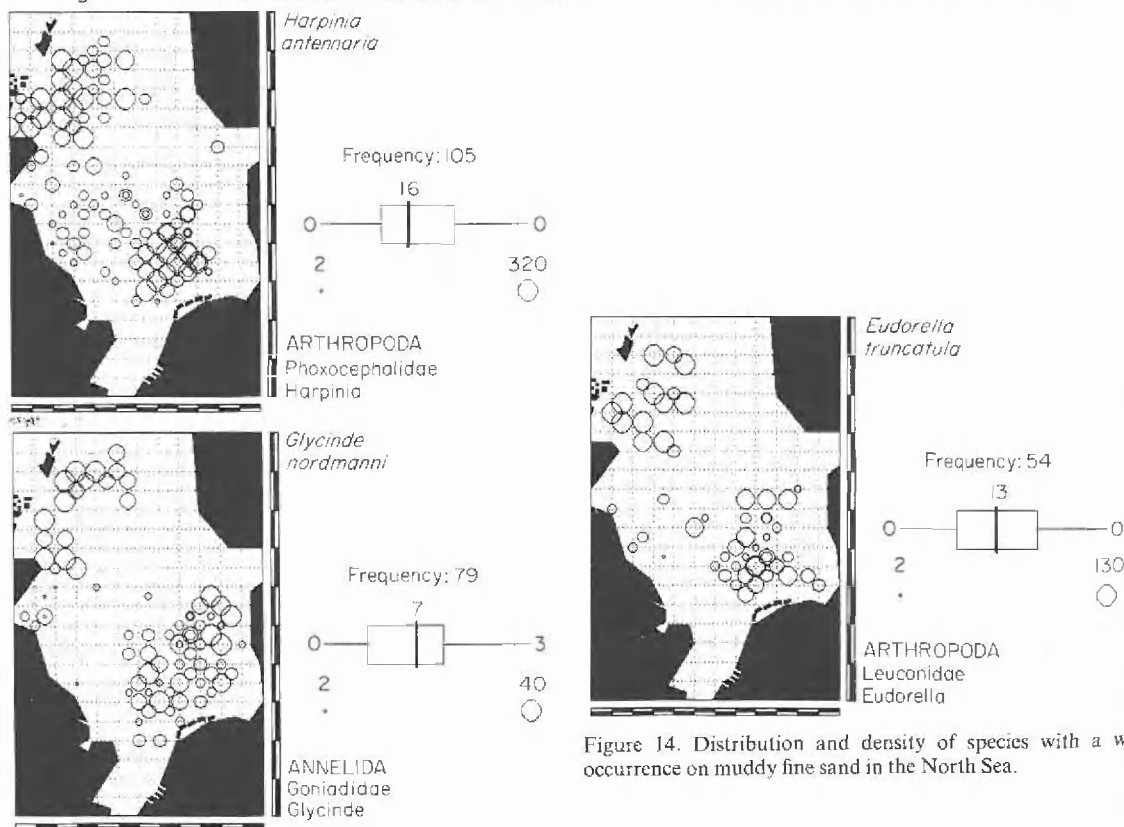 Harpinia
antennaria
Frequency: 105
16
0 0
2 320
ARTHROPODA
Phoxocephalidae
Harpinia
Glycinde
nordmanni
Frequency: 79
7
0 3
2 40
ANNELIDA
Goniadidae
Glycinde
Eudorella
truncatula
Frequency: 54
13
0 0
2 130
ARTHROPODA
Leuconidae
Eudorella
Figure 14. Distribution and density of species with a w
occurrence on muddy fine sand in the North Sea.